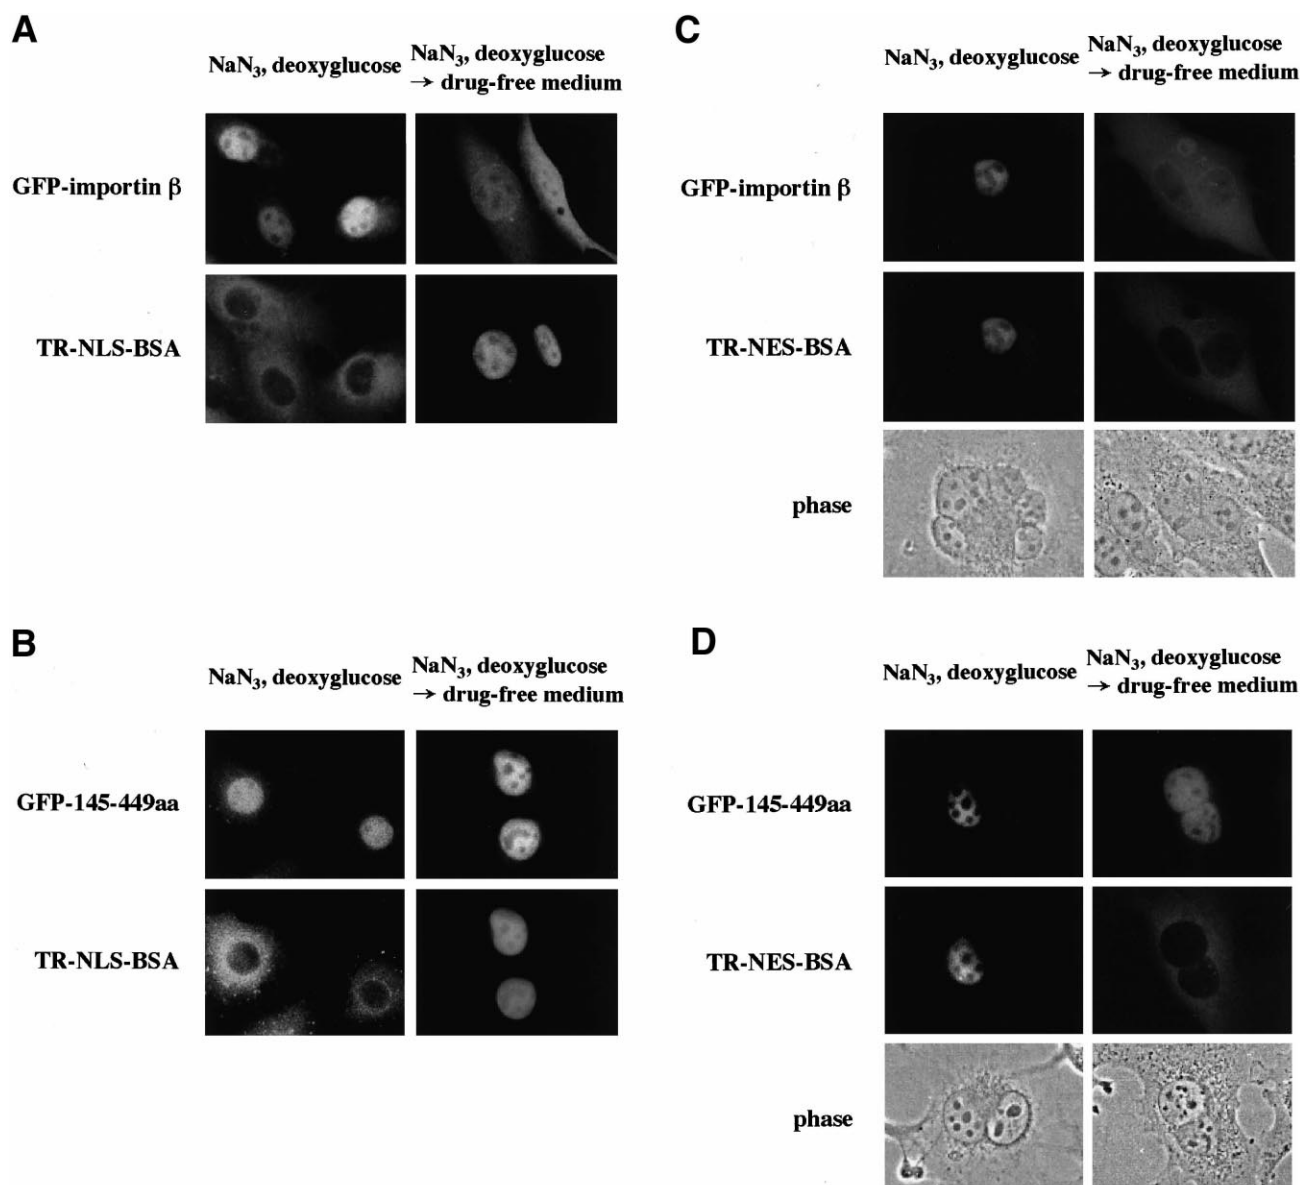 A
NaN₃, deoxyglucose
NaN₃, deoxyglucose
→ drug-free medium
GFP-importin β
TR-NLS-BSA
C
NaN₃, deoxyglucose
NaN₃, deoxyglucose
→ drug-free medium
GFP-importin β
TR-NES-BSA
phase
B
NaN₃, deoxyglucose
NaN₃, deoxyglucose
→ drug-free medium
GFP-145-449aa
TR-NLS-BSA
D
NaN₃, deoxyglucose
NaN₃, deoxyglucose
→ drug-free medium
GFP-145-449aa
TR-NES-BSA
phase